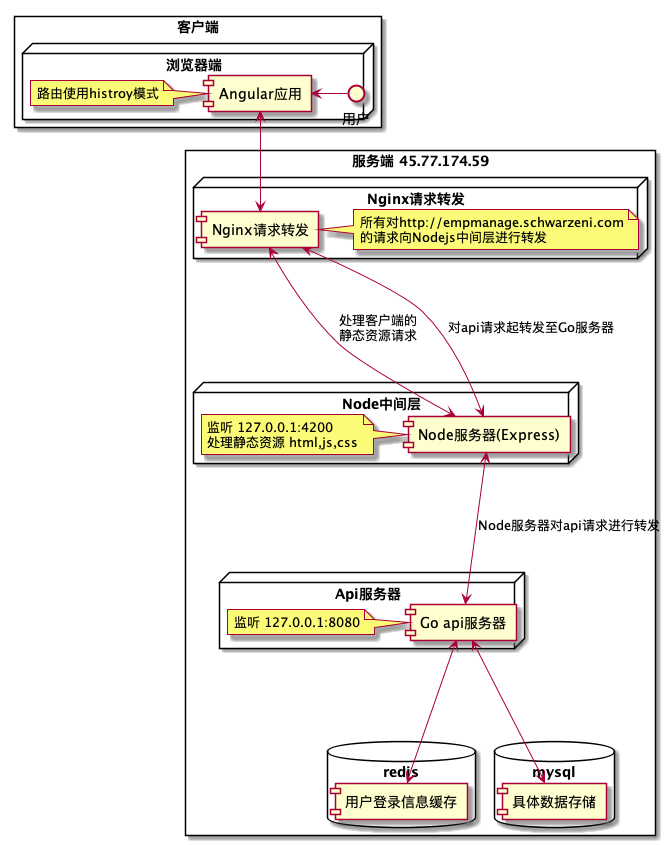 客户端
浏览器端
路由使用histroy模式
Angular应用
用户
服务端 45.77.174.59
Nginx请求转发
Nginx请求转发
所有对http://empmanage.schwarzeni.com
的请求向Nodejs中间层进行转发
处理客户端的
静态资源请求
对api请求起转发至Go服务器
Node中间层
监听 127.0.0.1:4200
处理静态资源 html,js,css
Node服务器(Express)
Node服务器对api请求进行转发
Api服务器
监听 127.0.0.1:8080
Go api服务器
redis
用户登录信息缓存
mysql
具体数据存储